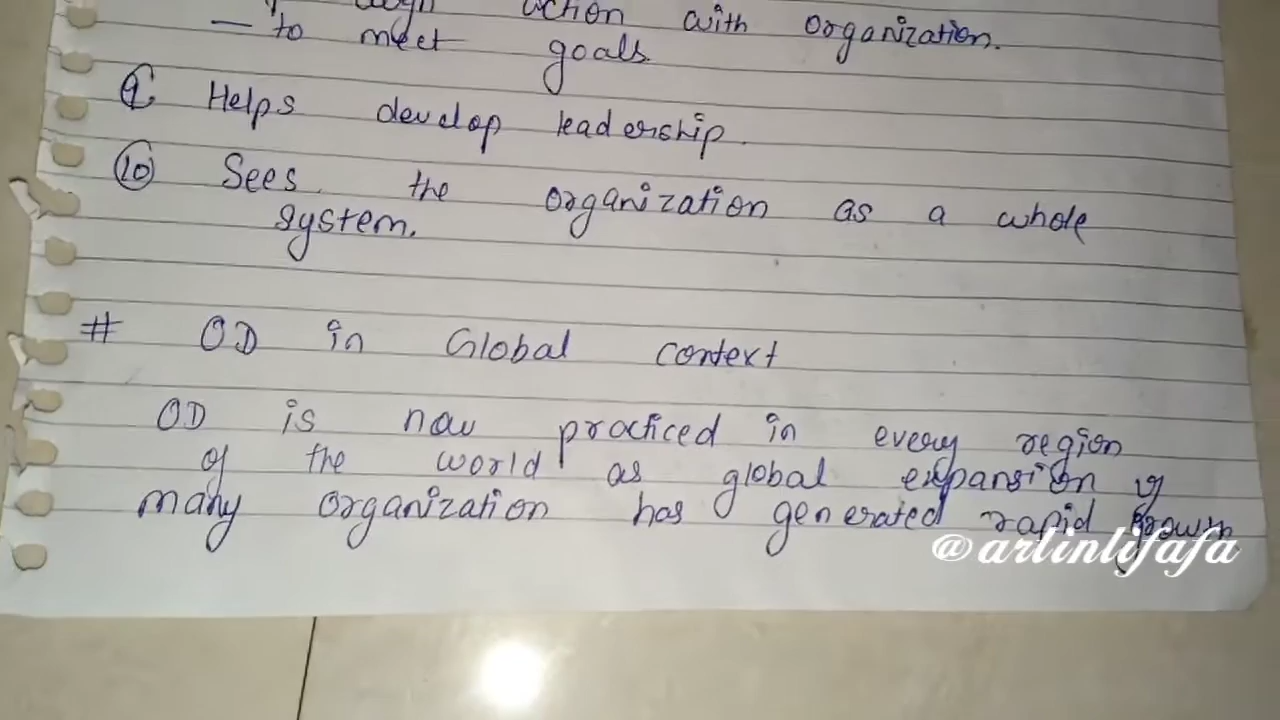 action with organization.
— to meet goals.
9 Helps develop leadership.
10 Sees the organization as a whole
system.
# OD in Global context
OD is now practiced in every region
of the world as global expansion of
many organization has generated rapid growth
@arlinlifafa